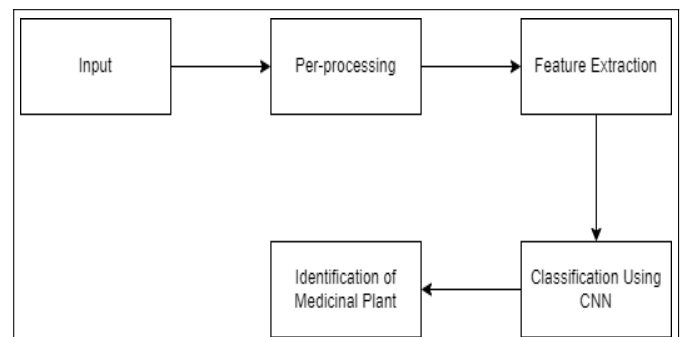 Input
Per-processing
Feature Extraction
Classification Using
CNN
Identification of
Medicinal Plant